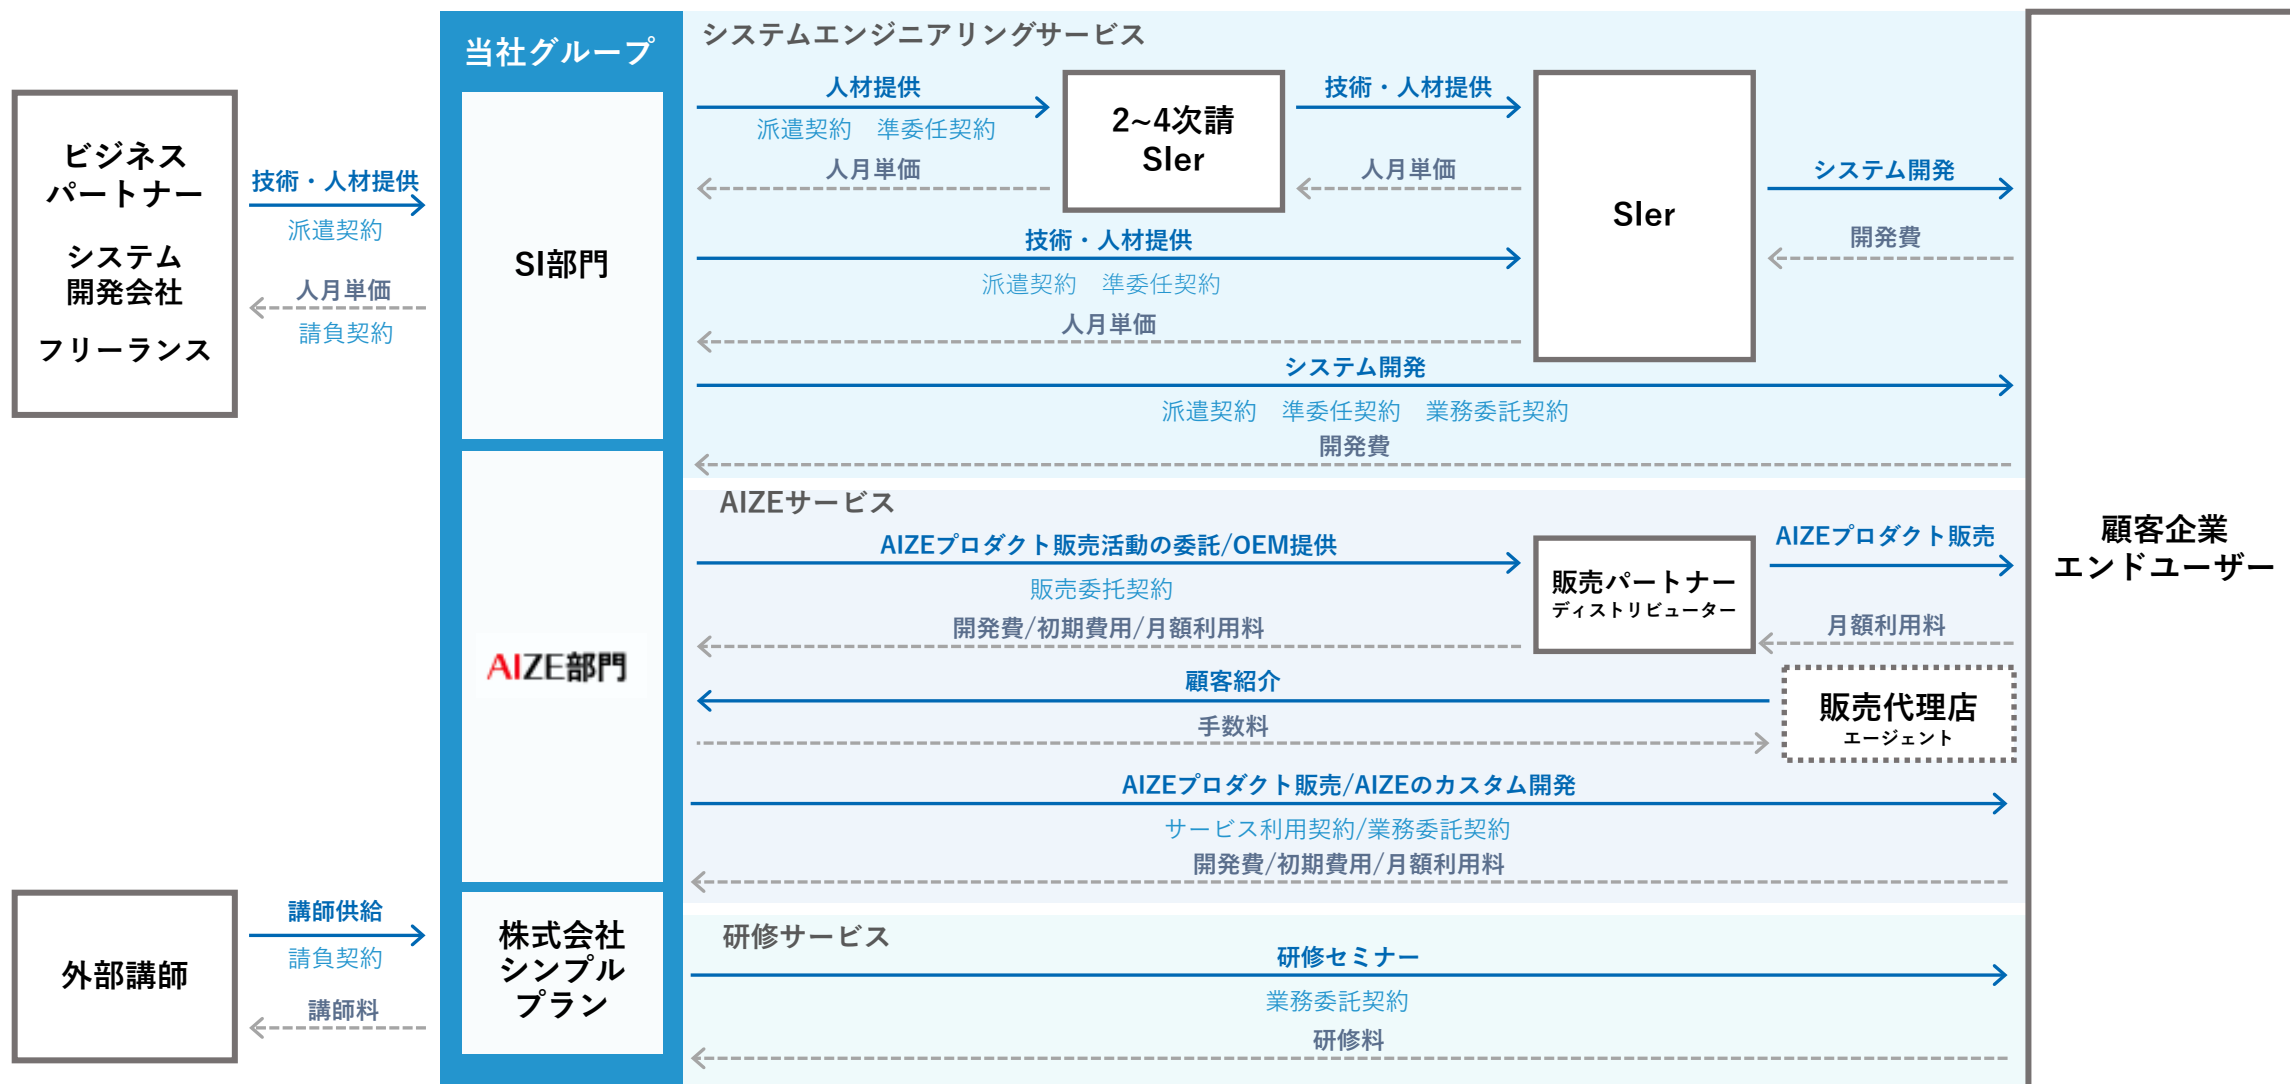 当社グループ
システムエンジニアリングサービス
ビジネス
パートナー
システム
開発会社
フリーランス
技術・人材提供
派遣契約
人月単価
請負契約
SI部門
人材提供
派遣契約　準委任契約
人月単価
2~4次請
SIer
技術・人材提供
人月単価
SIer
システム開発
開発費
技術・人材提供
派遣契約　準委任契約
人月単価
システム開発
派遣契約　準委任契約　業務委託契約
開発費
顧客企業
エンドユーザー
AIZEサービス
AIZE部門
AIZEプロダクト販売活動の委託/OEM提供
販売委託契約
開発費/初期費用/月額利用料
販売パートナー
ディストリビューター
AIZEプロダクト販売
月額利用料
顧客紹介
手数料
販売代理店
エージェント
AIZEプロダクト販売/AIZEのカスタム開発
サービス利用契約/業務委託契約
開発費/初期費用/月額利用料
外部講師
講師供給
請負契約
講師料
株式会社
シンプル
プラン
研修サービス
研修セミナー
業務委託契約
研修料